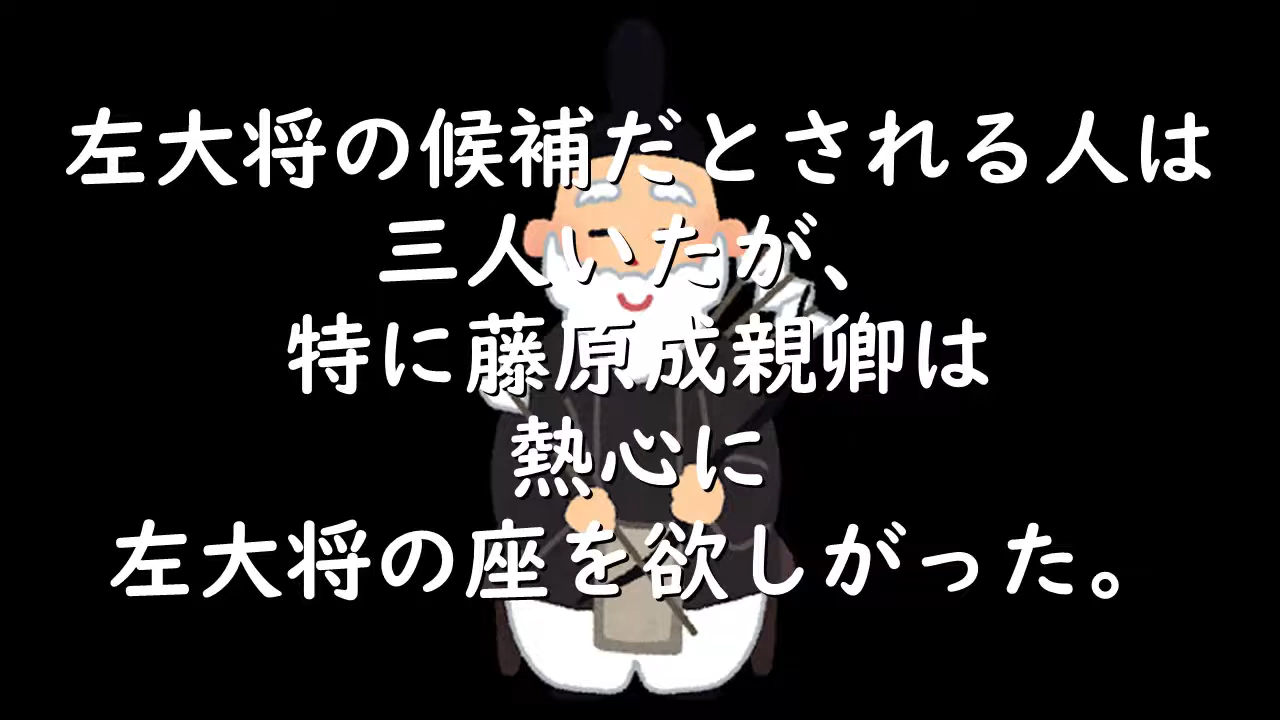 左大将の候補だとされる人は
三人いたが、
特に藤原成親卿は
熱心に
左大将の座を欲しがった。